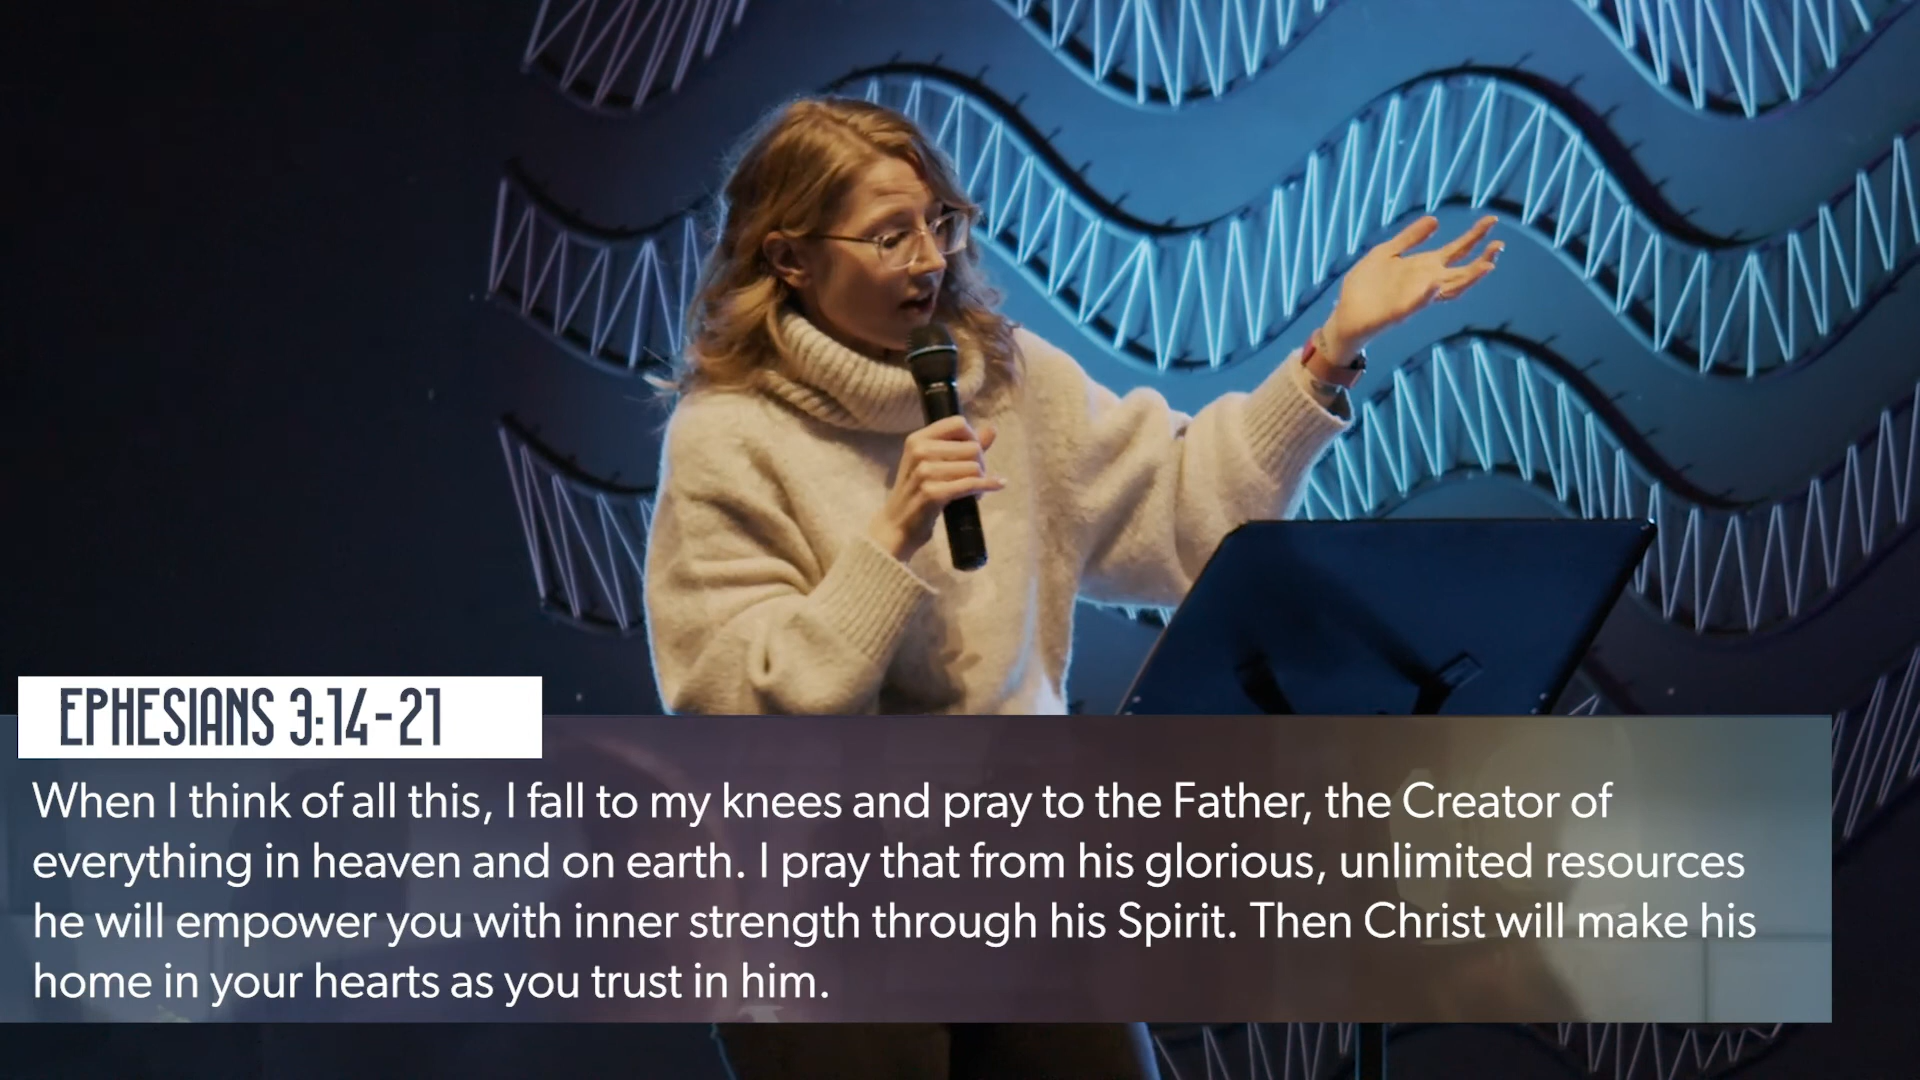 EPHESIANS 3:14-21
When I think of all this, I fall to my knees and pray to the Father, the Creator of
everything in heaven and on earth. I pray that from his glorious, unlimited resources
he will empower you with inner strength through his Spirit. Then Christ will make his
home in your hearts as you trust in him.